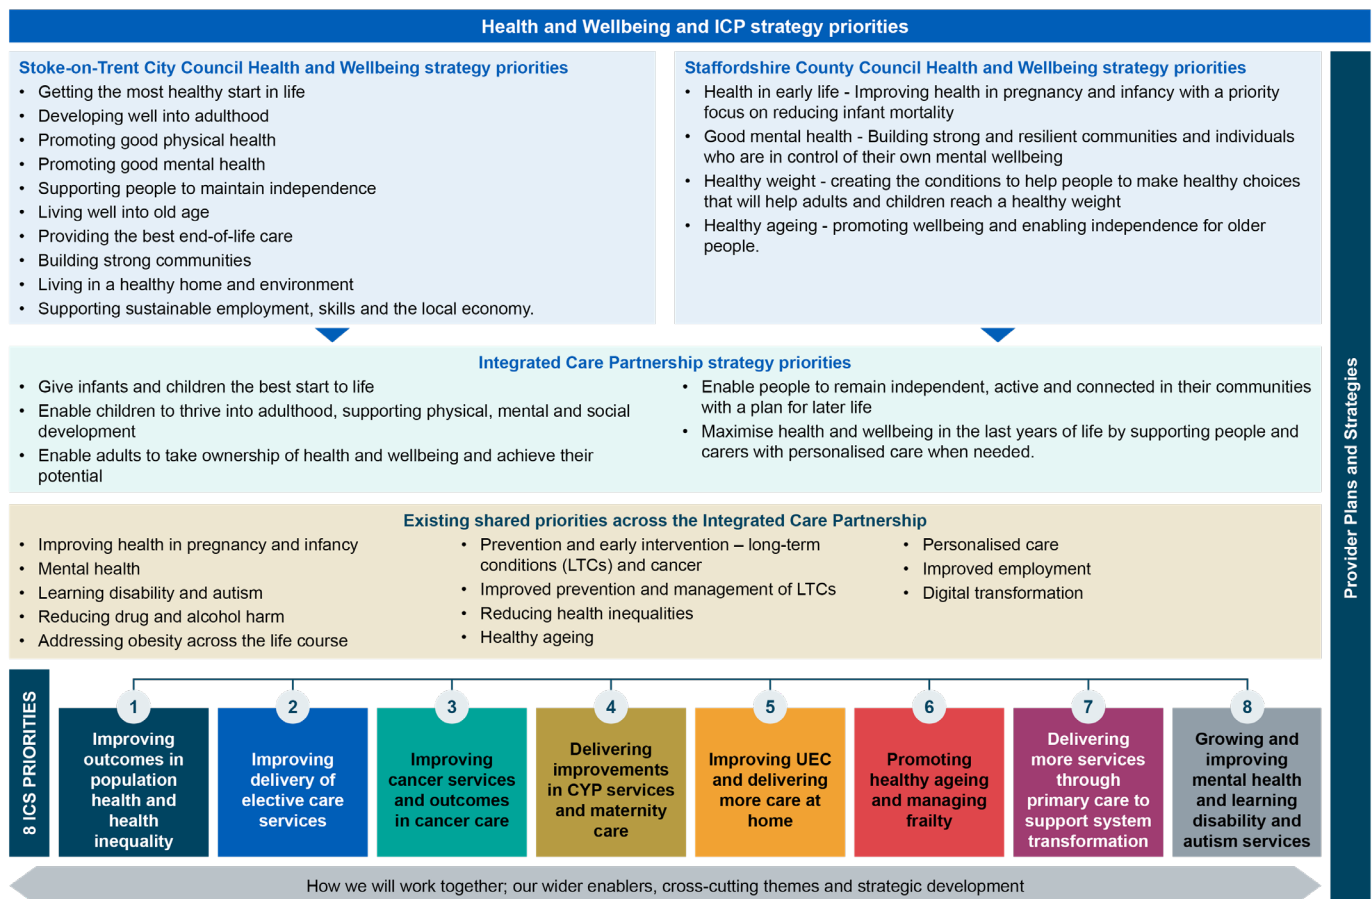 Health and Wellbeing and ICP strategy priorities
Stoke-on-Trent City Council Health and Wellbeing strategy priorities
• Getting the most healthy start in life
• Developing well into adulthood
• Promoting good physical health
• Promoting good mental health
• Supporting people to maintain independence
• Living well into old age
• Providing the best end-of-life care
• Building strong communities
• Living in a healthy home and environment
• Supporting sustainable employment, skills and the local economy.
Staffordshire County Council Health and Wellbeing strategy priorities
• Health in early life - Improving health in pregnancy and infancy with a priority
focus on reducing infant mortality
• Good mental health - Building strong and resilient communities and individuals
who are in control of their own mental wellbeing
• Healthy weight - creating the conditions to help people to make healthy choices
that will help adults and children reach a healthy weight
• Healthy ageing - promoting wellbeing and enabling independence for older
people.
Integrated Care Partnership strategy priorities
• Give infants and children the best start to life
• Enable children to thrive into adulthood, supporting physical, mental and social
development
• Enable adults to take ownership of health and wellbeing and achieve their
potential
• Enable people to remain independent, active and connected in their communities
with a plan for later life
• Maximise health and wellbeing in the last years of life by supporting people and
carers with personalised care when needed.
Existing shared priorities across the Integrated Care Partnership
• Improving health in pregnancy and infancy
• Mental health
• Learning disability and autism
• Reducing drug and alcohol harm
• Addressing obesity across the life course
• Prevention and early intervention – long-term
conditions (LTCs) and cancer
• Improved prevention and management of LTCs
• Reducing health inequalities
• Healthy ageing
• Personalised care
• Improved employment
• Digital transformation
8 ICS PRIORITIES
1
Improving
outcomes in
population
health and
health
inequality
2
Improving
delivery of
elective care
services
3
Improving
cancer services
and outcomes
in cancer care
4
Delivering
improvements
in CYP services
and maternity
care
5
Improving UEC
and delivering
more care at
home
6
Promoting
healthy ageing
and managing
frailty
7
Delivering
more services
through
primary care to
support system
transformation
8
Growing and
improving
mental health
and learning
disability and
autism services
How we will work together; our wider enablers, cross-cutting themes and strategic development
Provider Plans and Strategies